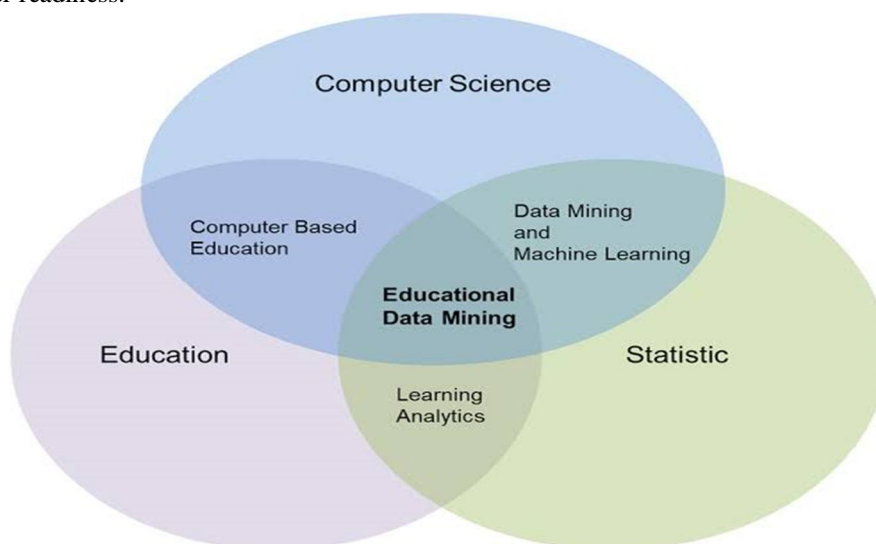 readiness.
Computer Science
Computer Based
Education
Data Mining
and
Machine Learning
Educational
Data Mining
Education
Statistic
Learning
Analytics